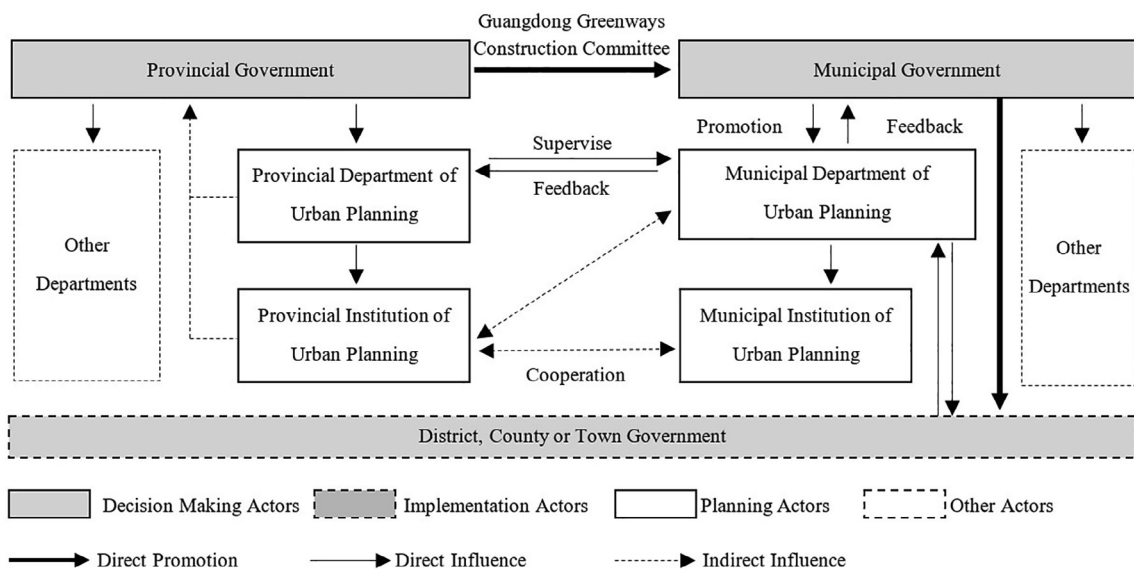 Guangdong Greenways
Construction Committee
Provincial Government
Municipal Government
Promotion
Feedback
Supervise
Feedback
Provincial Department of
Urban Planning
Municipal Department of
Urban Planning
Other
Departments
Other
Departments
Provincial Institution of
Urban Planning
Municipal Institution of
Urban Planning
Cooperation
District, County or Town Government
Decision Making Actors
Implementation Actors
Planning Actors
Other Actors
Direct Promotion
Direct Influence
Indirect Influence